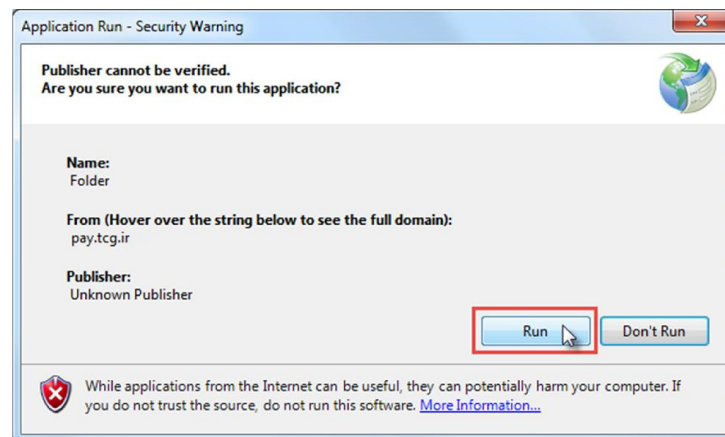 Application Run - Security Warning
Publisher cannot be verified.
Are you sure you want to run this application?
Name:
Folder
From (Hover over the string below to see the full domain):
pay.tcg.ir
Publisher:
Unknown Publisher
Run Don't Run
While applications from the Internet can be useful, they can potentially harm your computer. If
you do not trust the source, do not run this software. More Information...